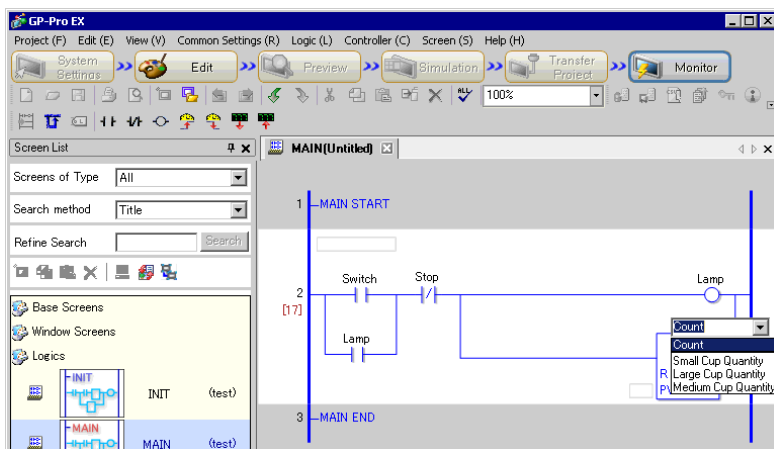 GP-Pro EX
Project (F) Edit (E) View (V) Common Settings (R) Logic (L) Controller (C) Screen (S) Help (H)
System Settings Edit Preview Simulation Transfer Project Monitor
ALL 100%
Screen List MAIN(Untitled)
Screens of Type All
Search method Title
Refine Search Search
Base Screens
Window Screens
Logics
INIT INIT (test)
MAIN MAIN (test)
1 MAIN START
Switch Stop Lamp
2
[17]
Lamp
Count
Count
Small Cup Quantity
R Large Cup Quantity
Medium Cup Quantity
3 MAIN END